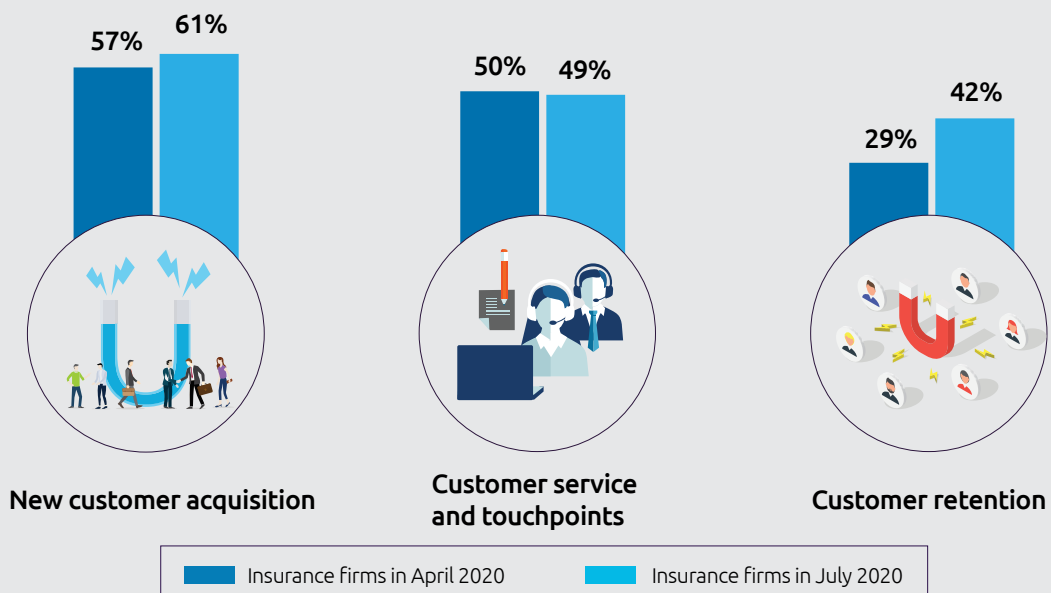 57%
61%
50%
49%
29%
42%
New customer acquisition
Customer service
and touchpoints
Customer retention
Insurance firms in April 2020
Insurance firms in July 2020